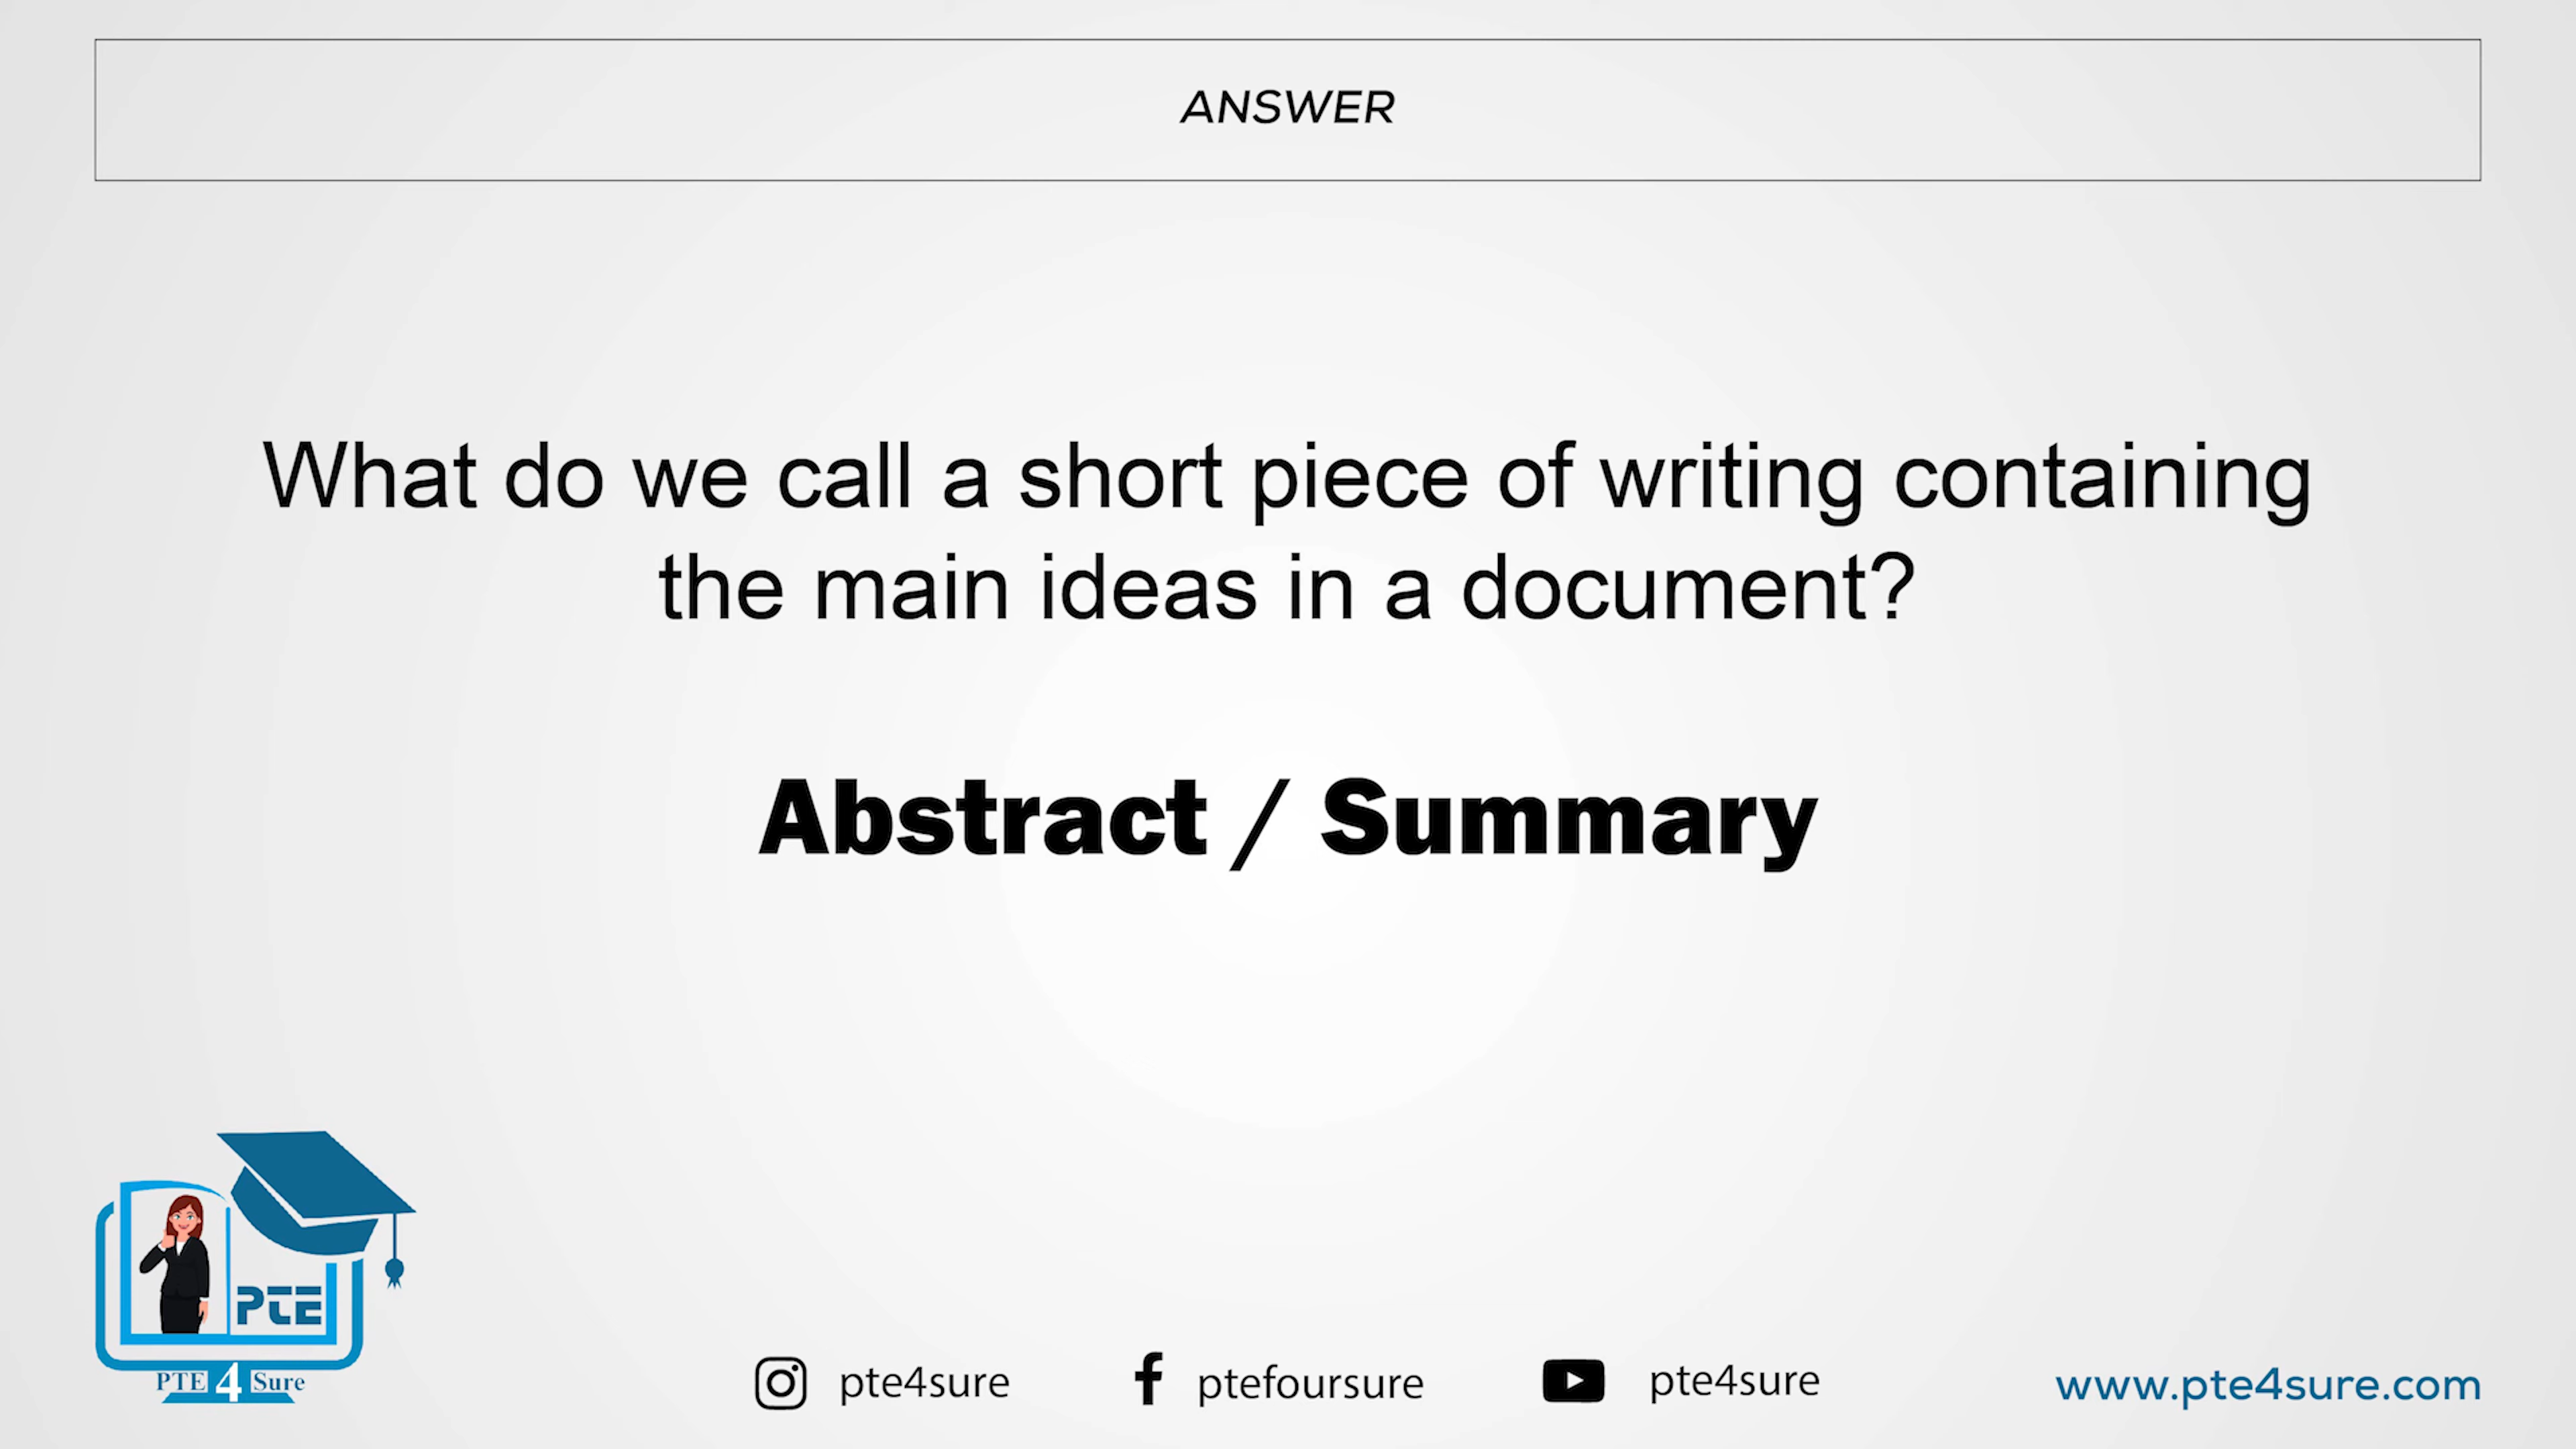 ANSWER
What do we call a short piece of writing containing
the main ideas in a document?
Abstract / Summary
PTE
PTE 4 Sure
pte4sure
ptefoursure
pte4sure
www.pte4sure.com